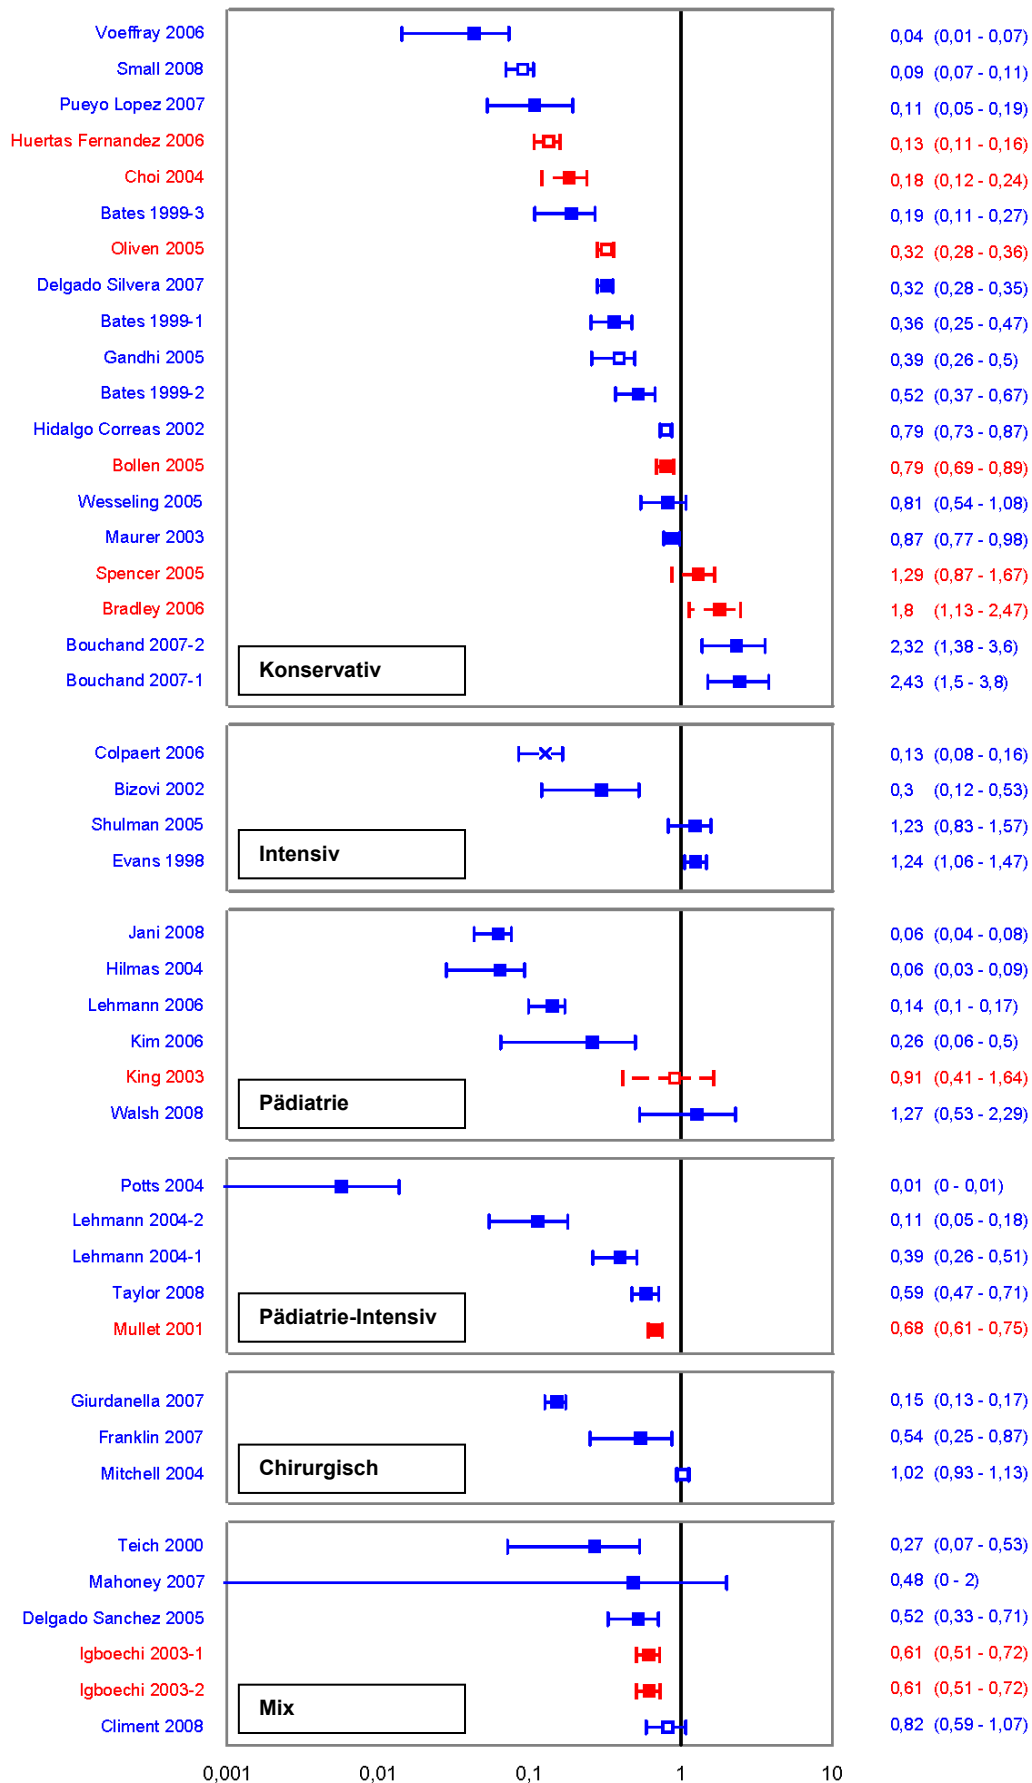 Voeffray 2006 0,04 (0,01 - 0,07)
Small 2008 0,09 (0,07 - 0,11)
Pueyo Lopez 2007 0,11 (0,05 - 0,19)
Huertas Fernandez 2006 0,13 (0,11 - 0,16)
Choi 2004 0,18 (0,12 - 0,24)
Bates 1999-3 0,19 (0,11 - 0,27)
Oliven 2005 0,32 (0,28 - 0,36)
Delgado Silvera 2007 0,32 (0,28 - 0,35)
Bates 1999-1 0,36 (0,25 - 0,47)
Gandhi 2005 0,39 (0,26 - 0,5)
Bates 1999-2 0,52 (0,37 - 0,67)
Hidalgo Correas 2002 0,79 (0,73 - 0,87)
Bollen 2005 0,79 (0,69 - 0,89)
Wesseling 2005 0,81 (0,54 - 1,08)
Maurer 2003 0,87 (0,77 - 0,98)
Spencer 2005 1,29 (0,87 - 1,67)
Bradley 2006 1,8 (1,13 - 2,47)
Bouchand 2007-2 2,32 (1,38 - 3,6)
Konservativ
Bouchand 2007-1 2,43 (1,5 - 3,8)
Colpaert 2006 0,13 (0,08 - 0,16)
Bizovi 2002 0,3 (0,12 - 0,53)
Shulman 2005 1,23 (0,83 - 1,57)
Intensiv
Evans 1998 1,24 (1,06 - 1,47)
Jani 2008 0,06 (0,04 - 0,08)
Hilmas 2004 0,06 (0,03 - 0,09)
Lehmann 2006 0,14 (0,1 - 0,17)
Kim 2006 0,26 (0,06 - 0,5)
King 2003 0,91 (0,41 - 1,64)
Pädiatrie
Walsh 2008 1,27 (0,53 - 2,29)
Potts 2004 0,01 (0 - 0,01)
Lehmann 2004-2 0,11 (0,05 - 0,18)
Lehmann 2004-1 0,39 (0,26 - 0,51)
Taylor 2008 0,59 (0,47 - 0,71)
Pädiatrie-Intensiv
Mullet 2001 0,68 (0,61 - 0,75)
Giurdanella 2007 0,15 (0,13 - 0,17)
Franklin 2007 0,54 (0,25 - 0,87)
Chirurgisch
Mitchell 2004 1,02 (0,93 - 1,13)
Teich 2000 0,27 (0,07 - 0,53)
Mahoney 2007 0,48 (0 - 2)
Delgado Sanchez 2005 0,52 (0,33 - 0,71)
Igboechi 2003-1 0,61 (0,51 - 0,72)
Igboechi 2003-2 0,61 (0,51 - 0,72)
Mix
Climent 2008 0,82 (0,59 - 1,07)
0,001 0,01 0,1 1 10